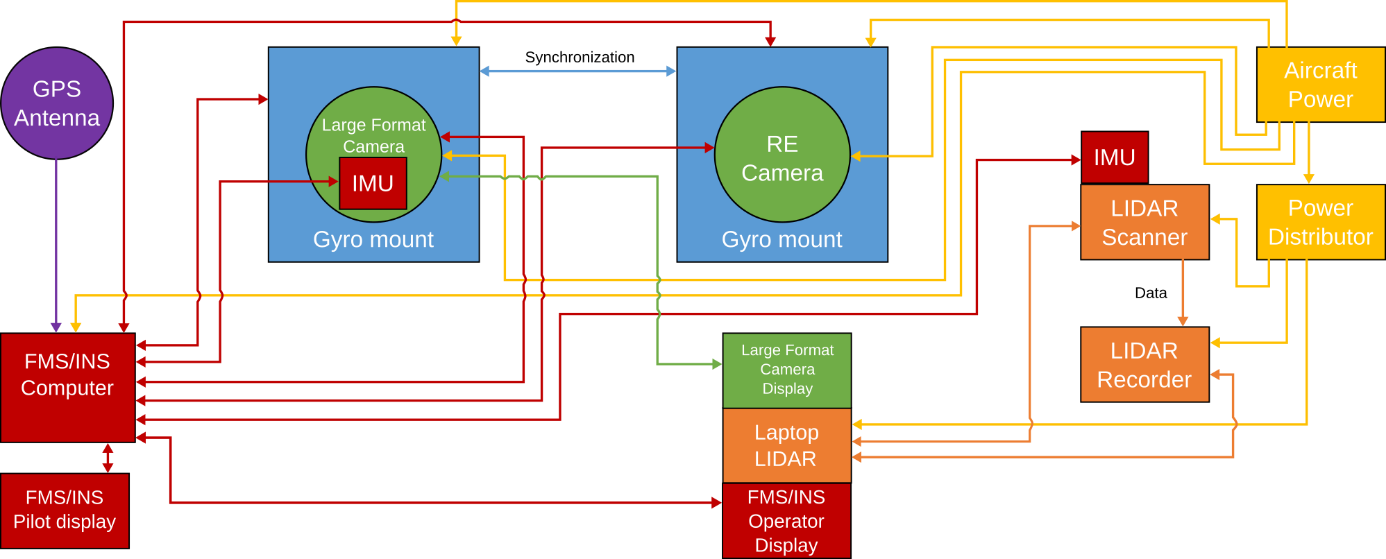 Synchronization
GPS
Antenna
Large Format
Camera
IMU
Gyro mount
RE
Camera
Gyro mount
Aircraft
Power
IMU
LIDAR
Scanner
Power
Distributor
Data
LIDAR
Recorder
FMS/INS
Computer
FMS/INS
Pilot display
Large Format
Camera
Display
Laptop
LIDAR
FMS/INS
Operator
Display